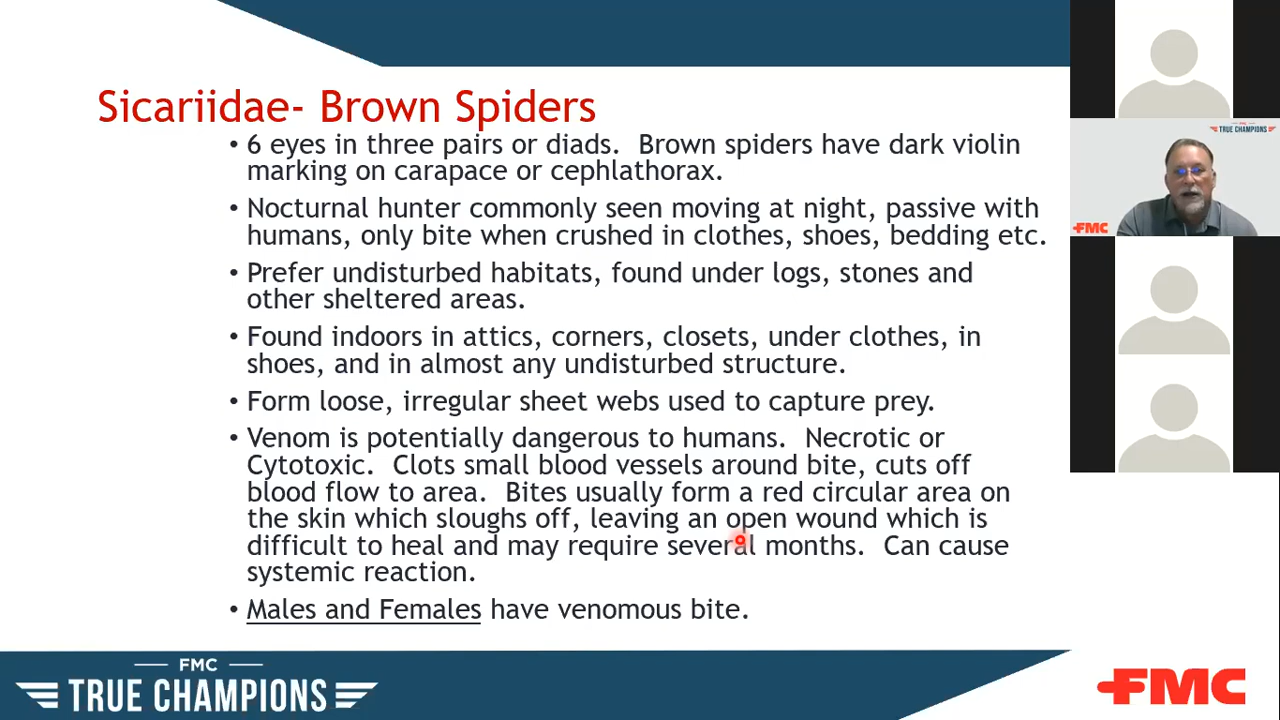 Sicariidae- Brown Spiders
• 6 eyes in three pairs or diads. Brown spiders have dark violin
marking on carapace or cephlathorax.
• Nocturnal hunter commonly seen moving at night, passive with
humans, only bite when crushed in clothes, shoes, bedding etc.
• Prefer undisturbed habitats, found under logs, stones and
other sheltered areas.
• Found indoors in attics, corners, closets, under clothes, in
shoes, and in almost any undisturbed structure.
• Form loose, irregular sheet webs used to capture prey.
• Venom is potentially dangerous to humans. Necrotic or
Cytotoxic. Clots small blood vessels around bite, cuts off
blood flow to area. Bites usually form a red circular area on
the skin which sloughs off, leaving an open wound which is
difficult to heal and may require several months. Can cause
systemic reaction.
• Males and Females have venomous bite.
FMC
TRUE CHAMPIONS
FMC
TRUE CHAMPIONS
FMC